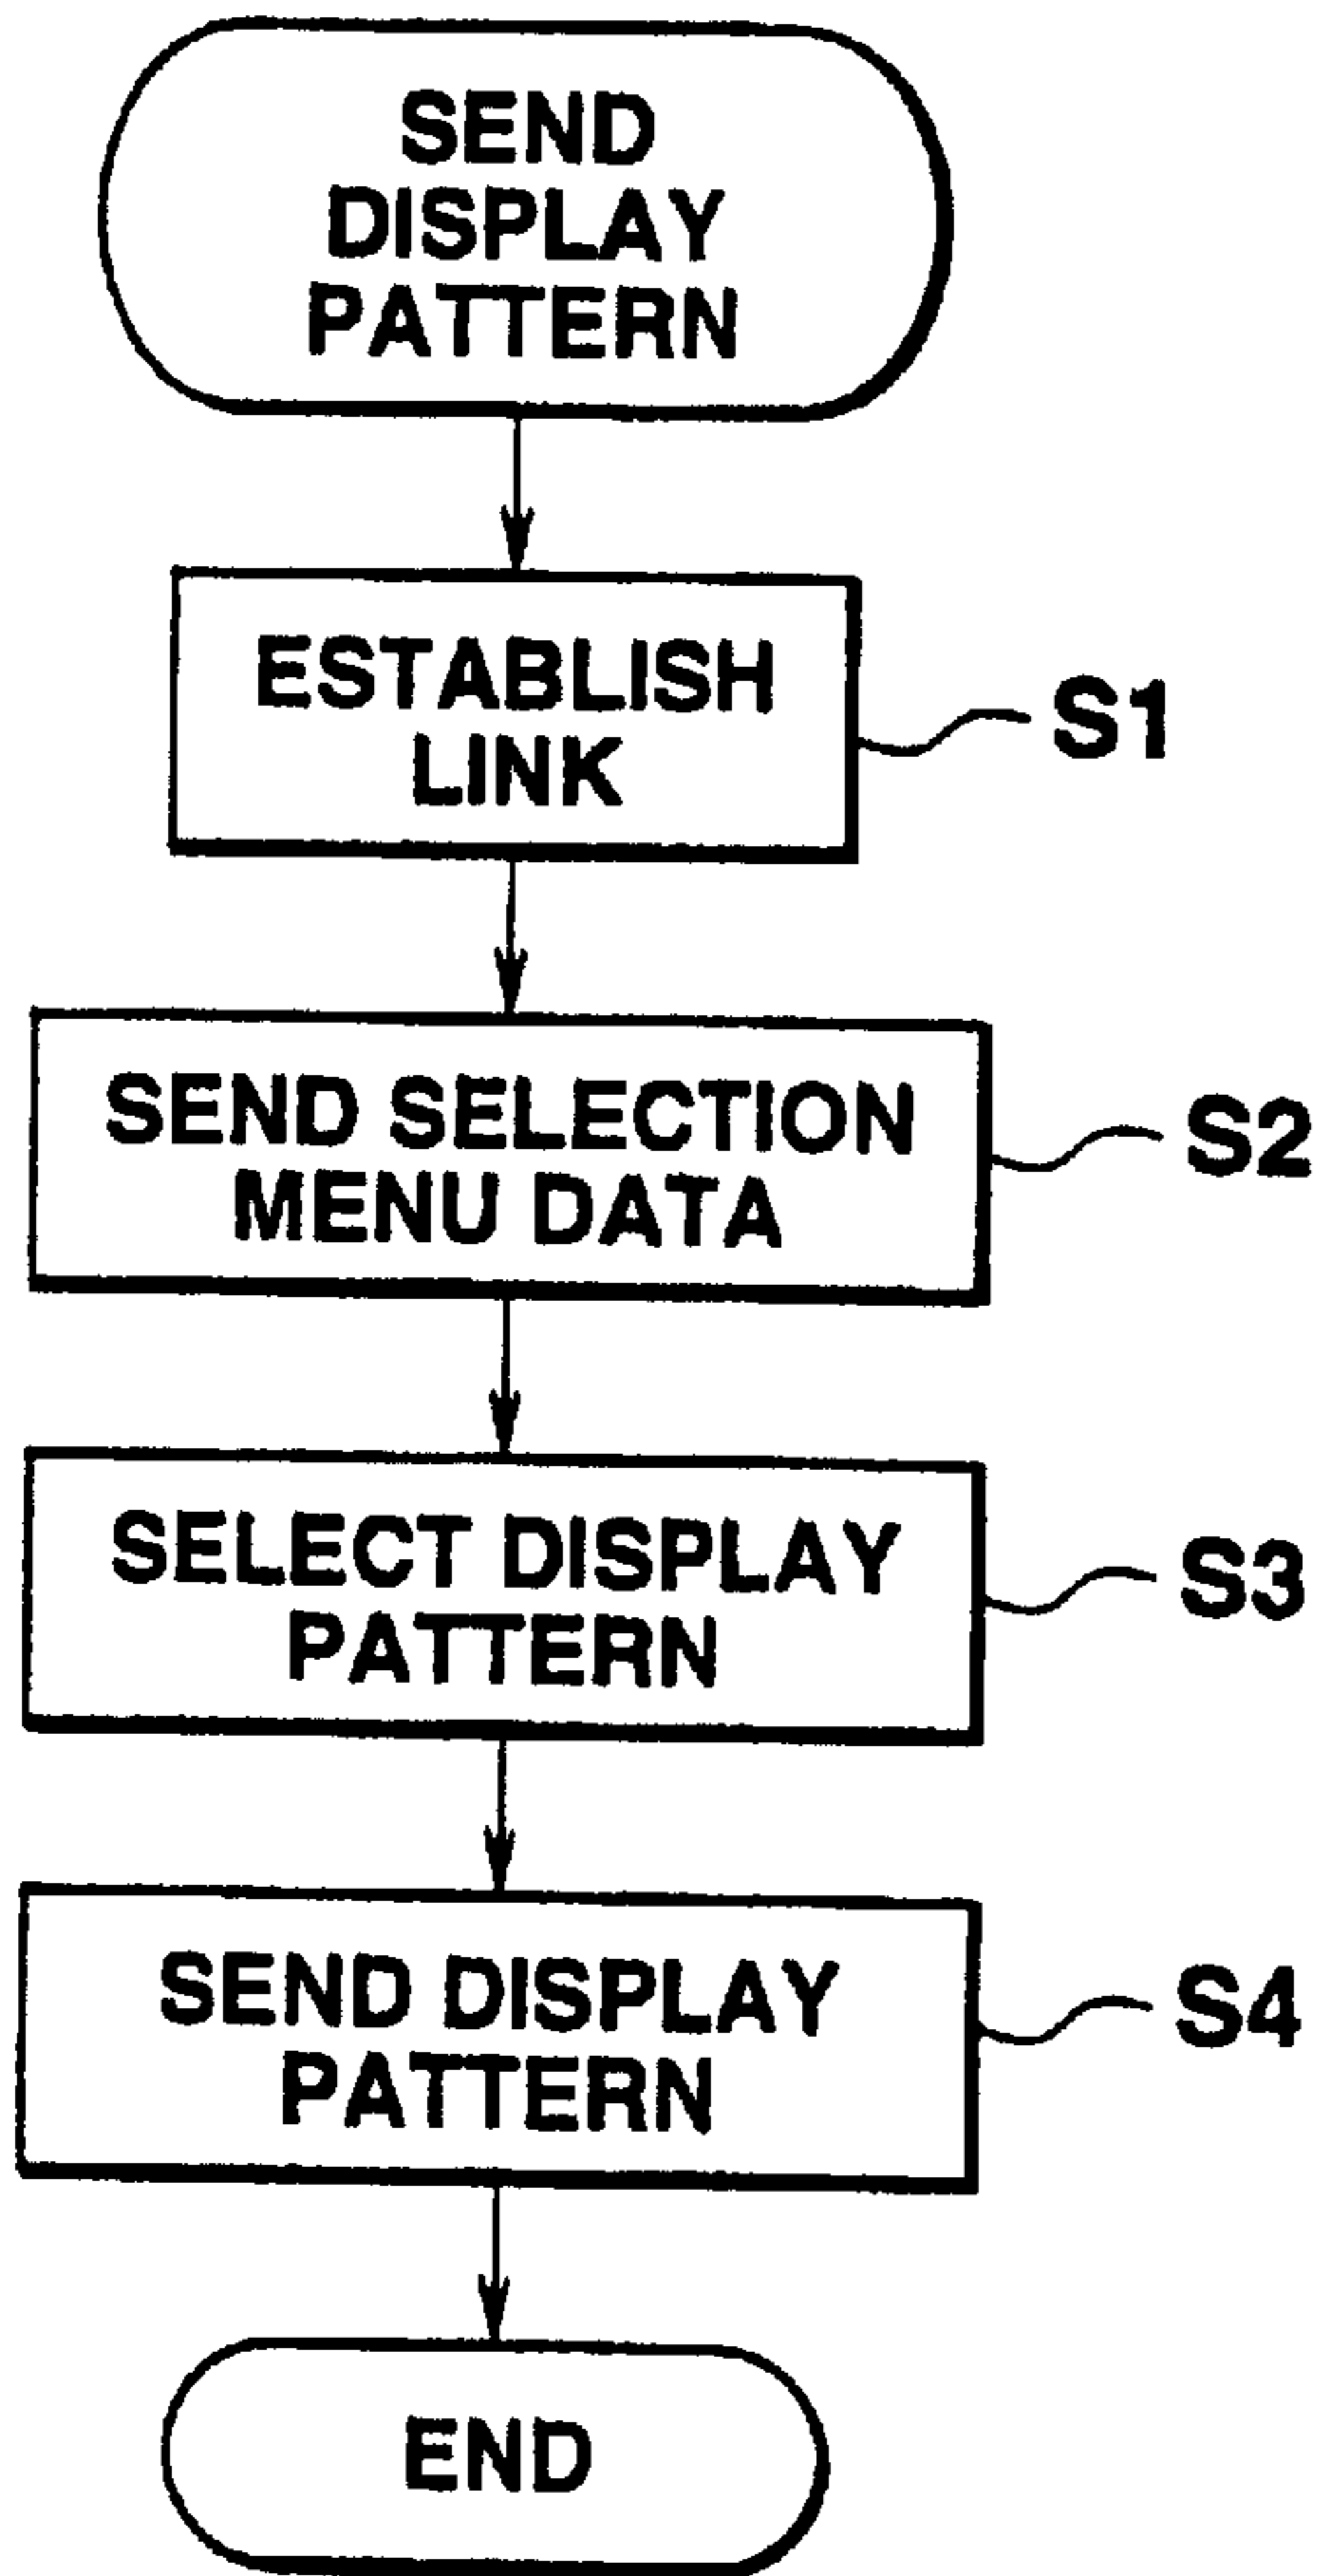 SEND
DISPLAY
PATTERN
ESTABLISH
LINK
S1
SEND SELECTION
MENU DATA
S2
SELECT DISPLAY
PATTERN
S3
SEND DISPLAY
PATTERN
S4
END